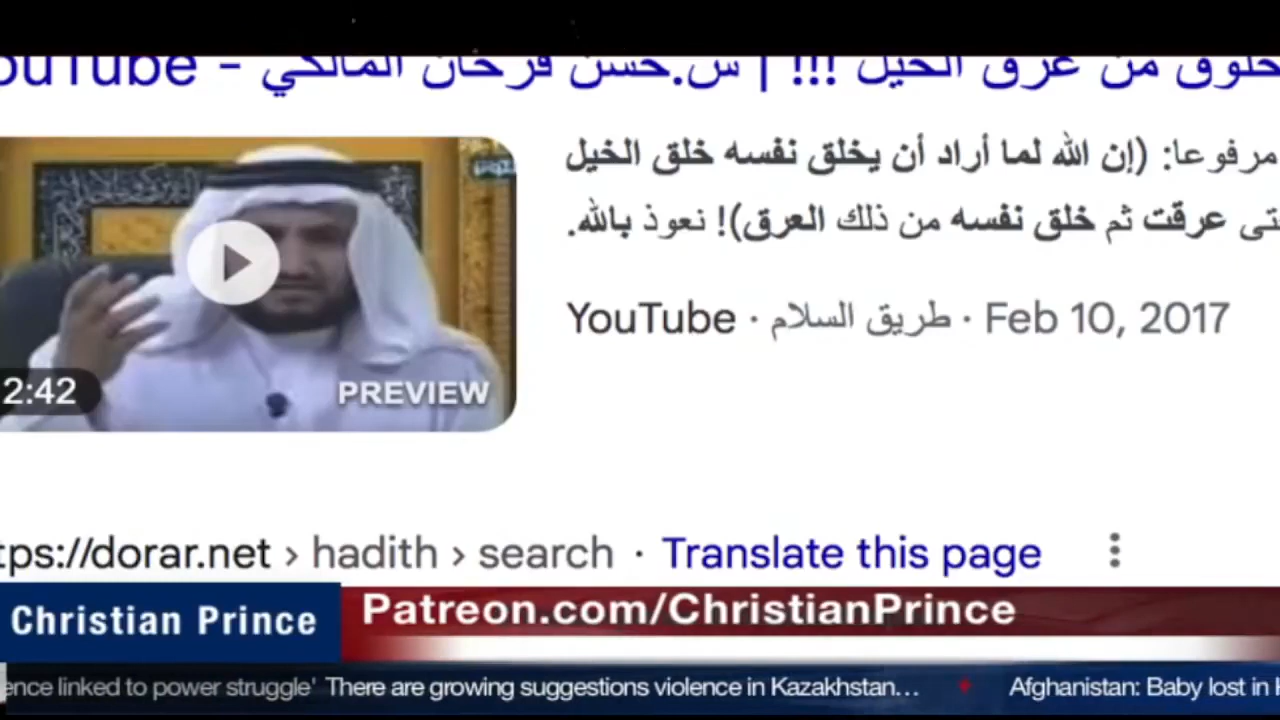 خلوق من عرق الخيل !!! | س.حسن فرحان المالكي - YouTube
مرفوعا: (إن الله لما أراد أن يخلق نفسه خلق الخيل
عرقت ثم خلق نفسه من ذلك العرق)! نعوذ بالله.
YouTube · طريق السلام · Feb 10, 2017
2:42
PREVIEW
tps://dorar.net › hadith › search · Translate this page
Christian Prince
Patreon.com/ChristianPrince
ence linked to power struggle' There are growing suggestions violence in Kazakhstan… Afghanistan: Baby lost in